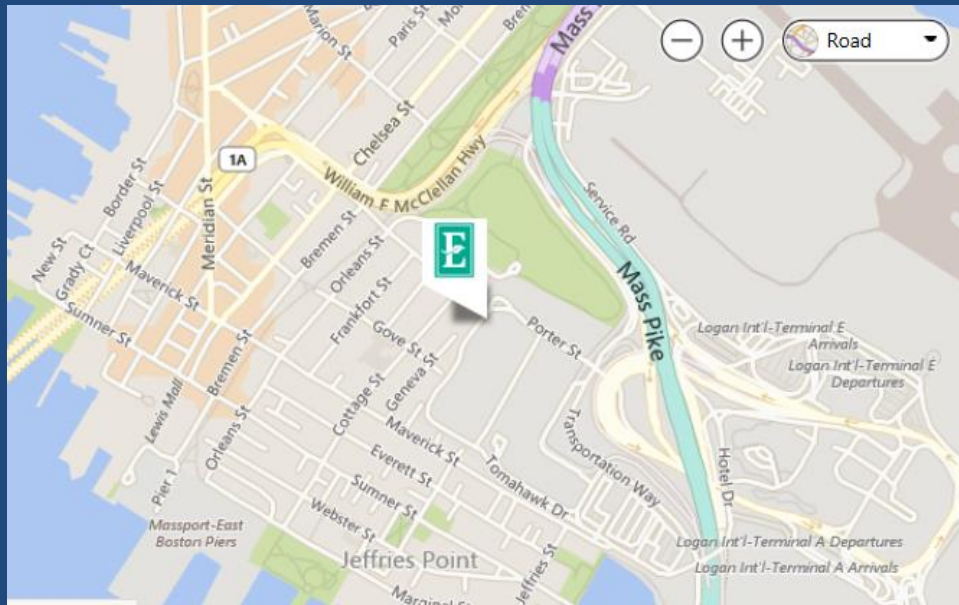 Marion St
Paris St
Mo
Brem
Mass
Road
Chelsea St
1A
William F McClellan Hwy
Border St
Liverpool St
Meridian St
New St
Grady Ct
Bremen St
Orleans St
Service Rd
Maverick St
Sumner St
Frankfort St
E
Mass Pike
Gove St
Porter St
Logan Int'l-Terminal E
Arrivals
Logan Int'l-Terminal E
Departures
Lewis Mall
Bremen St
Cottage St
Geneva St
Orleans St
Maverick St
Transportation Way
Everett St
Hotel Dr
Pier 1
Sumner St
Tomahawk Dr
Webster St
Massport-East
Boston Piers
Jeffries Point
Jeffries St
Logan Int'l-Terminal A Departures
Logan Int'l-Terminal A Arrivals
Marginal St